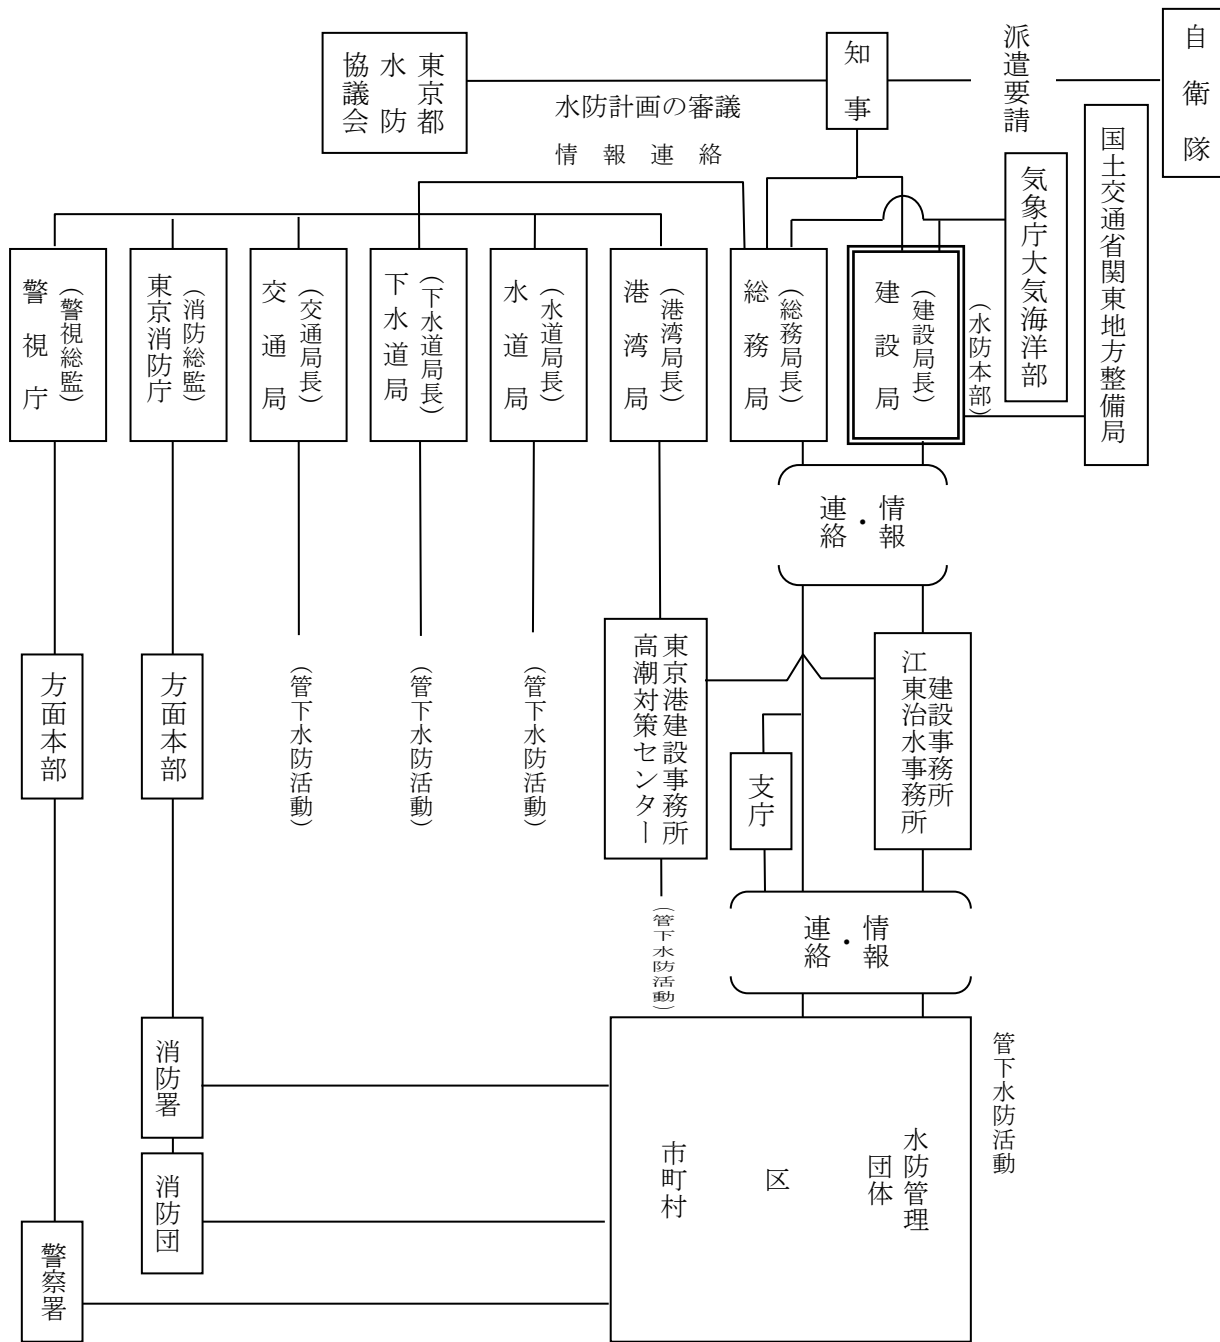 東京都
水防
協議会
知事
派遣要請
自衛隊
水防計画の審議
情報連絡
国土交通省関東地方整備局
気象庁大気海洋部
(水防本部)
(建設局長)
建設局
(総務局長)
総務局
(港湾局長)
港湾局
(水道局長)
水道局
(下水道局長)
下水道局
(交通局長)
交通局
(消防総監)
東京消防庁
(警視総監)
警視庁
情報
・
連絡
建設事務所
江東治水事務所
東京港建設事務所
高潮対策センター
支庁
(管下水防活動)
(管下水防活動)
(管下水防活動)
方面本部
方面本部
(管下水防活動)
情報
・
連絡
管下水防活動
水防管理
団体
区
市町村
消防署
消防団
警察署